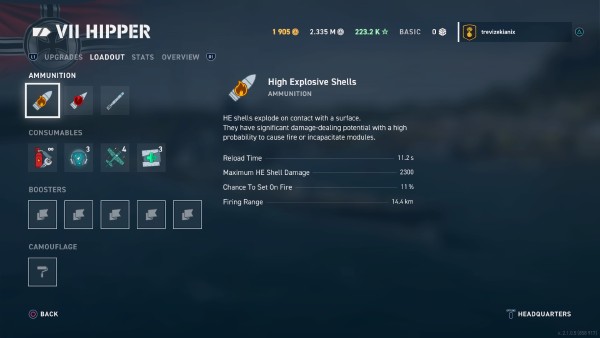 VII HIPPER
1 905
2.335 M
223.2 K
BASIC 0
trevizekianix
L1 UPGRADES LOADOUT STATS OVERVIEW R1
AMMUNITION
CONSUMABLES
∞ 3 4 3
BOOSTERS
CAMOUFLAGE
High Explosive Shells
AMMUNITION
HE shells explode on contact with a surface.
They have significant damage-dealing potential with a high
probability to cause fire or incapacitate modules.
Reload Time 11.2 s
Maximum HE Shell Damage 2300
Chance To Set On Fire 11 %
Firing Range 14.4 km
BACK
HEADQUARTERS